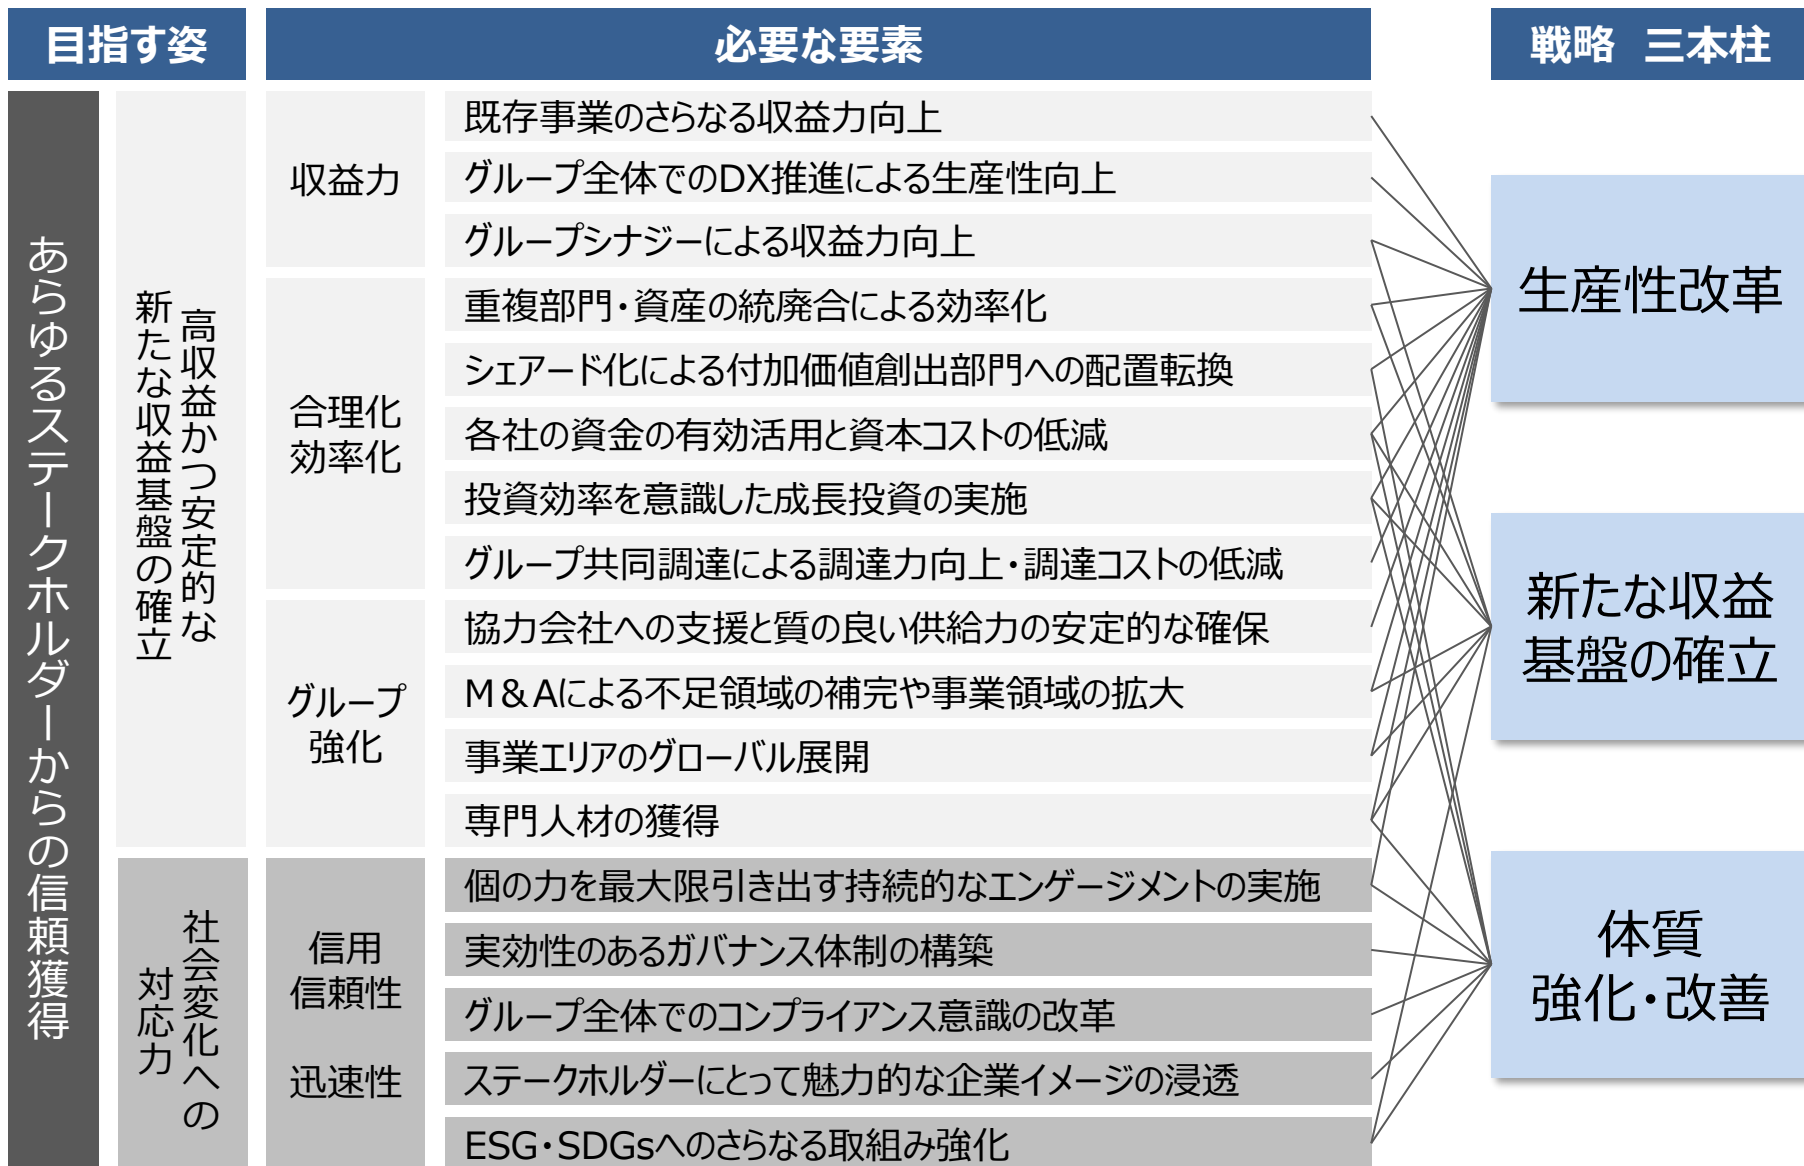 目指す姿
必要な要素
戦略　三本柱
あらゆるステークホルダーからの信頼獲得
高収益かつ安定的な
新たな収益基盤の確立
収益力
既存事業のさらなる収益力向上
グループ全体でのDX推進による生産性向上
グループシナジーによる収益力向上
合理化
効率化
重複部門・資産の統廃合による効率化
シェアード化による付加価値創出部門への配置転換
各社の資金の有効活用と資本コストの低減
投資効率を意識した成長投資の実施
グループ共同調達による調達力向上・調達コストの低減
グループ
強化
協力会社への支援と質の良い供給力の安定的な確保
M＆Aによる不足領域の補完や事業領域の拡大
事業エリアのグローバル展開
専門人材の獲得
社会変化への
対応力
信用
信頼性
迅速性
個の力を最大限引き出す持続的なエンゲージメントの実施
実効性のあるガバナンス体制の構築
グループ全体でのコンプライアンス意識の改革
ステークホルダーにとって魅力的な企業イメージの浸透
ESG・SDGsへのさらなる取組み強化
生産性改革
新たな収益
基盤の確立
体質
強化・改善